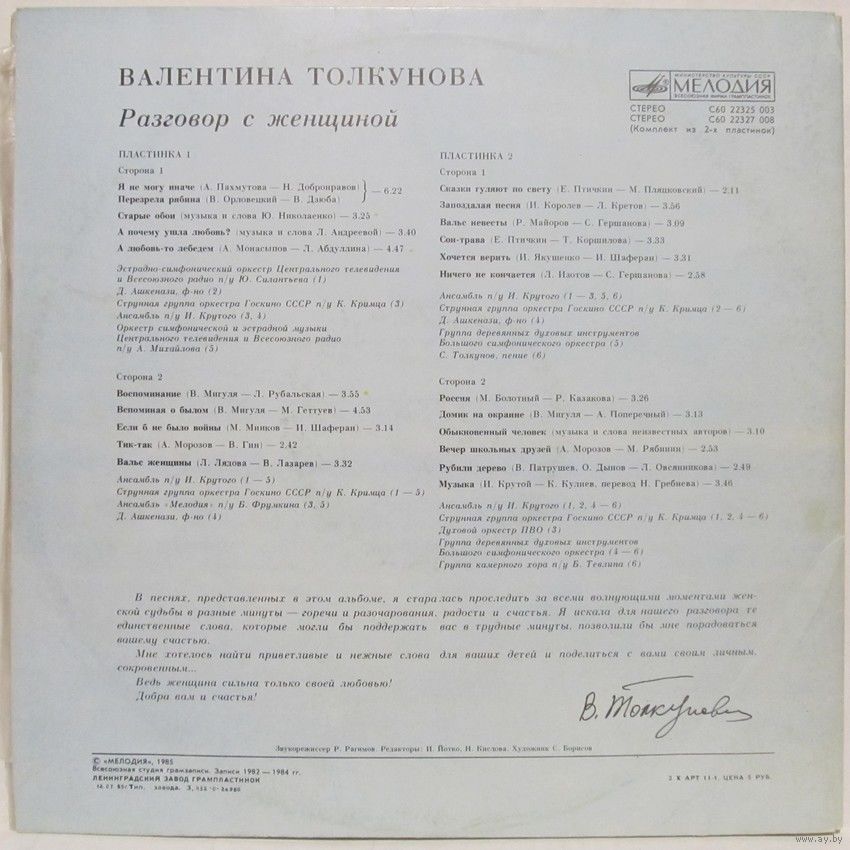 ВАЛЕНТИНА ТОЛКУНОВА
Разговор с женщиной
МИНИСТЕРСТВО КУЛЬТУРЫ СССР
МЕЛОДИЯ
ВСЕСОЮЗНАЯ ФИРМА ГРАМПЛАСТИНОК
СТЕРЕО С60 22325 003
СТЕРЕО С60 22327 008
(Комплект из 2-х пластинок)
ПЛАСТИНКА 1
Сторона 1
Я не могу иначе (А. Пахмутова — Н. Добронравов)
Перезрела рябина (В. Орловецкий — В. Дзюба) } — 6.22
Старые обои (музыка и слова Ю. Николаенко) — 3.25
А почему ушла любовь? (музыка и слова Л. Андреевой) — 3.40
А любовь-то лебедем (А. Монасыпов — Л. Абдуллина) — 4.47
Эстрадно-симфонический оркестр Центрального телевидения
и Всесоюзного радио п/у Ю. Силантьева (1)
Д. Ашкенази, ф-но (2)
Струнная группа оркестра Госкино СССР п/у К. Кримца (3)
Ансамбль п/у И. Крутого (3, 4)
Оркестр симфонической и эстрадной музыки
Центрального телевидения и Всесоюзного радио
п/у А. Михайлова (5)
Сторона 2
Воспоминание (В. Мигуля — Л. Рубальская) — 3.55
Вспоминая о былом (В. Мигуля — М. Геттуев) — 4.53
Если б не было войны (М. Минков — И. Шаферан) — 3.14
Тик-так (А. Морозов — В. Гин) — 2.42
Вальс женщины (Л. Лядова — В. Лазарев) — 3.32
Ансамбль п/у И. Крутого (1 — 5)
Струнная группа оркестра Госкино СССР п/у К. Кримца (1 — 5)
Ансамбль «Мелодия» п/у Б. Фрумкина (3, 5)
Д. Ашкенази, ф-но (4)
ПЛАСТИНКА 2
Сторона 1
Сказки гуляют по свету (Е. Птичкин — М. Пляцковский) — 2.11
Запоздалая песня (И. Королев — Л. Кретов) — 3.56
Вальс невесты (Р. Майоров — С. Гершанова) — 3.09
Сон-трава (Е. Птичкин — Т. Коршилова) — 3.33
Хочется верить (И. Якушенко — И. Шаферан) — 3.31
Ничего не кончается (Л. Изотов — С. Гершанова) — 2.58
Ансамбль п/у И. Крутого (1 — 3, 5, 6)
Струнная группа оркестра Госкино СССР п/у К. Кримца (2 — 6)
Д. Ашкенази, ф-но (4)
Группа деревянных духовых инструментов
Большого симфонического оркестра (5)
С. Толкунов, пение (6)
Сторона 2
Россия (М. Болотный — Р. Казакова) — 3.26
Домик на окраине (В. Мигуля — А. Поперечный) — 3.13
Обыкновенный человек (музыка и слова неизвестных авторов) — 3.10
Вечер школьных друзей (А. Морозов — М. Рябинин) — 2.53
Рубили дерево (В. Патрушев, О. Дынов — Л. Овсянникова) — 2.49
Музыка (И. Крутой — К. Кулиев, перевод Н. Гребнева) — 3.46
Ансамбль п/у И. Крутого (1, 2, 4 — 6)
Струнная группа оркестра Госкино СССР п/у К. Кримца (1, 2, 4 — 6)
Духовой оркестр ПВО (3)
Группа деревянных духовых инструментов
Большого симфонического оркестра (4 — 6)
Группа камерного хора п/у Б. Тевлина (6)
В песнях, представленных в этом альбоме, я старалась проследить за всеми волнующими моментами жен-
ской судьбы в разные минуты — горечи и разочарования, радости и счастья. Я искала для нашего разговора те
единственные слова, которые могли бы поддержать вас в трудные минуты, позволили бы мне порадоваться
вашему счастью.
Мне хотелось найти приветливые и нежные слова для ваших детей и поделиться с вами своим личным,
сокровенным...
Ведь женщина сильна только своей любовью!
Добра вам и счастья!
В. Толкунова
Звукорежиссер Р. Рагимов. Редакторы: И. Йотко, Н. Кислова. Художник С. Борисов
© «МЕЛОДИЯ», 1985
Всесоюзная студия грамзаписи. Записи 1982 — 1984 гг.
ЛЕНИНГРАДСКИЙ ЗАВОД ГРАМПЛАСТИНОК
Тип. завода.
2 X АРТ 11-1. ЦЕНА 5 РУБ.
www.ay.by